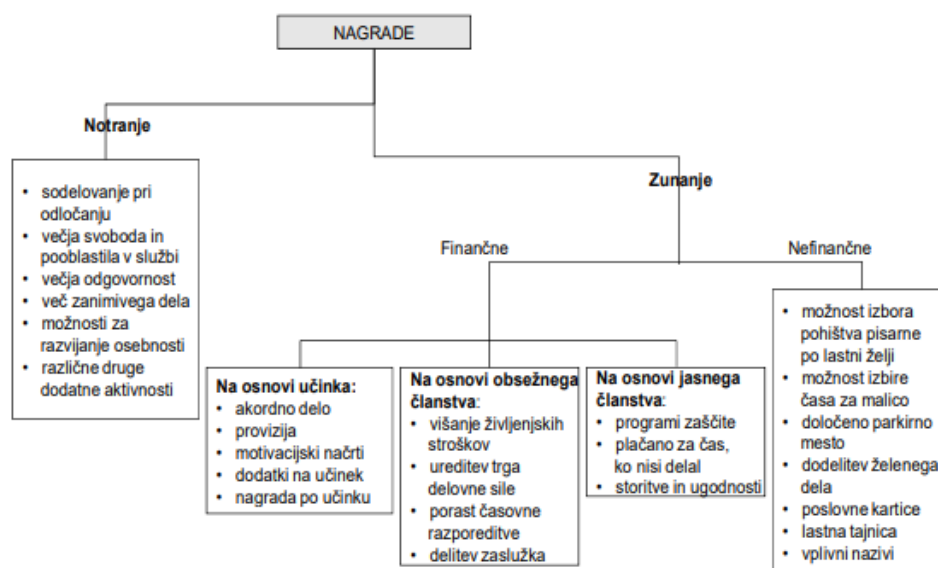 NAGRADE
Notranje
• sodelovanje pri
odločanju
• večja svoboda in
pooblastila v službi
• večja odgovornost
• več zanimivega dela
• možnosti za
razvijanje osebnosti
• različne druge
dodatne aktivnosti
Zunanje
Finančne
Na osnovi učinka:
• akordno delo
• provizija
• motivacijski načrti
• dodatki na učinek
• nagrada po učinku
Na osnovi obsežnega
članstva:
• višanje življenjskih
stroškov
• ureditev trga
delovne sile
• porast časovne
razporeditve
• delitev zaslužka
Na osnovi jasnega
članstva:
• programi zaščite
• plačano za čas,
ko nisi delal
• storitve in ugodnosti
Nefinančne
• možnost izbora
pohištva pisarne
po lastni želji
• možnost izbire
časa za malico
• določeno parkirno
mesto
• dodelitev želenega
dela
• poslovne kartice
• lastna tajnica
• vplivni nazivi